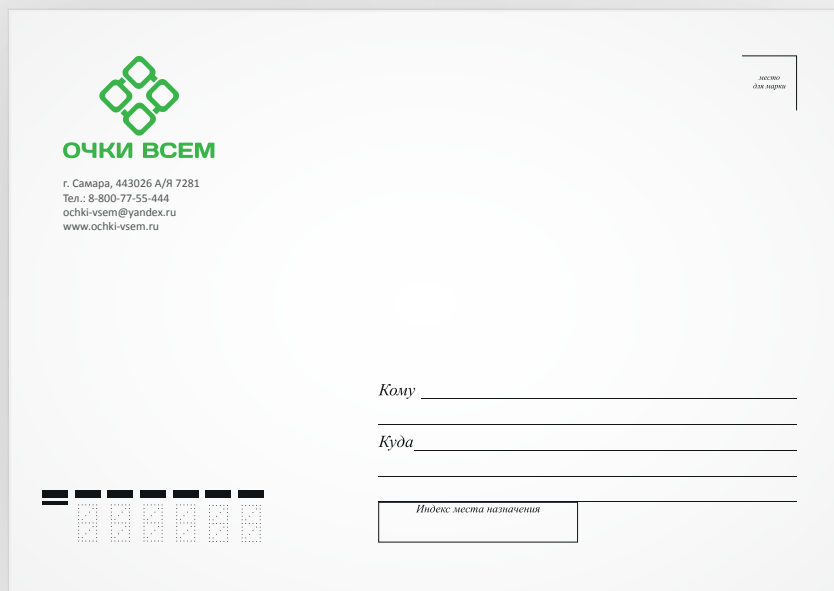 ОЧКИ ВСЕМ
г. Самара, 443026 А/Я 7281
Тел.: 8-800-77-55-444
ochki-vsem@yandex.ru
www.ochki-vsem.ru
место
для марки
Кому
Куда
Индекс места назначения